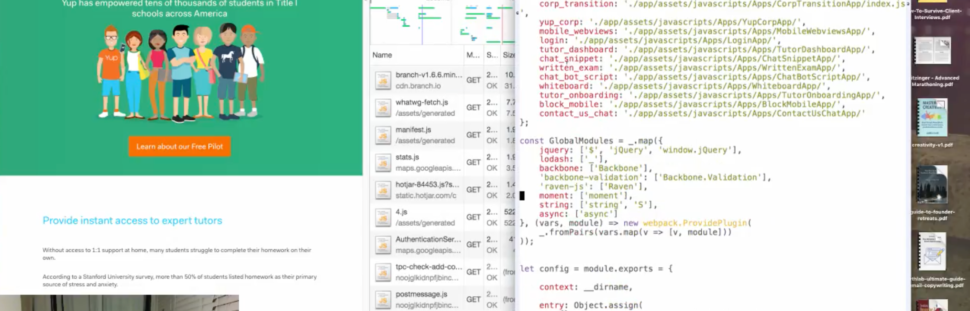 Yup has empowered tens of thousands of students in Title I
schools across America
Learn about our Free Pilot
Provide instant access to expert tutors
Without access to 1:1 support at home, many students struggle to complete their homework on their
own.
According to a Stanford University survey, more than 50% of students listed homework as their primary
source of stress and anxiety.
Name M... S... Si
branch-v1.6.6.min... GET 2... 10.
cdn.branch.io OK 31.
whatwg-fetch.js GET 2... 7.
/assets/generated OK
manifest.js GET 2... 1.
/assets/generated OK
stats.js GET 2... 1.
maps.googleapis... OK
hotjar-84453.js?s... GET 2... 1.4
static.hotjar.com/c OK
4.js GET 2... 522
/assets/generated OK
AuthenticationSer... GET 2...
maps.googleapis... OK
tpc-check-add-co... GET 2...
noojglkidnpfjbinc... OK
postmessage.js GET 2...
noojglkidnpfjbinc... OK
corp_transition: './app/assets/javascripts/Apps/CorpTransitionApp/index.js
yup_corp: './app/assets/javascripts/Apps/YupCorpApp/',
mobile_webviews: './app/assets/javascripts/Apps/MobileWebviewsApp/',
login: './app/assets/javascripts/Apps/LoginApp/',
tutor_dashboard: './app/assets/javascripts/Apps/TutorDashboardApp/',
chat_snippet: './app/assets/javascripts/Apps/ChatSnippetApp/',
written_exam: './app/assets/javascripts/Apps/WrittenExamApp/',
chat_bot_script: './app/assets/javascripts/Apps/ChatBotScriptApp/',
whiteboard: './app/assets/javascripts/Apps/WhiteboardApp/',
tutor_onboarding: './app/assets/javascripts/Apps/TutorOnboardingApp/',
block_mobile: './app/assets/javascripts/Apps/BlockMobileApp/',
contact_us_chat: './app/assets/javascripts/Apps/ContactUsChatApp/'
};
const GlobalModules = _.map({
jquery: ['$', 'jQuery', 'window.jQuery'],
lodash: ['_'],
backbone: ['Backbone'],
'backbone-validation': ['Backbone.Validation'],
'raven-js': ['Raven'],
moment: ['moment'],
string: ['string', 'S'],
async: ['async']
}, (vars, module) => new webpack.ProvidePlugin(
_.fromPairs(vars.map(v => [v, module]))
));
let config = module.exports = {
context: __dirname,
entry: Object.assign(
To-Survive-Client-
Interviews.pdf
tzinger - Advanced
Marathoning.pdf
creativity-v1.pdf
guide-to-founder-
retreats.pdf